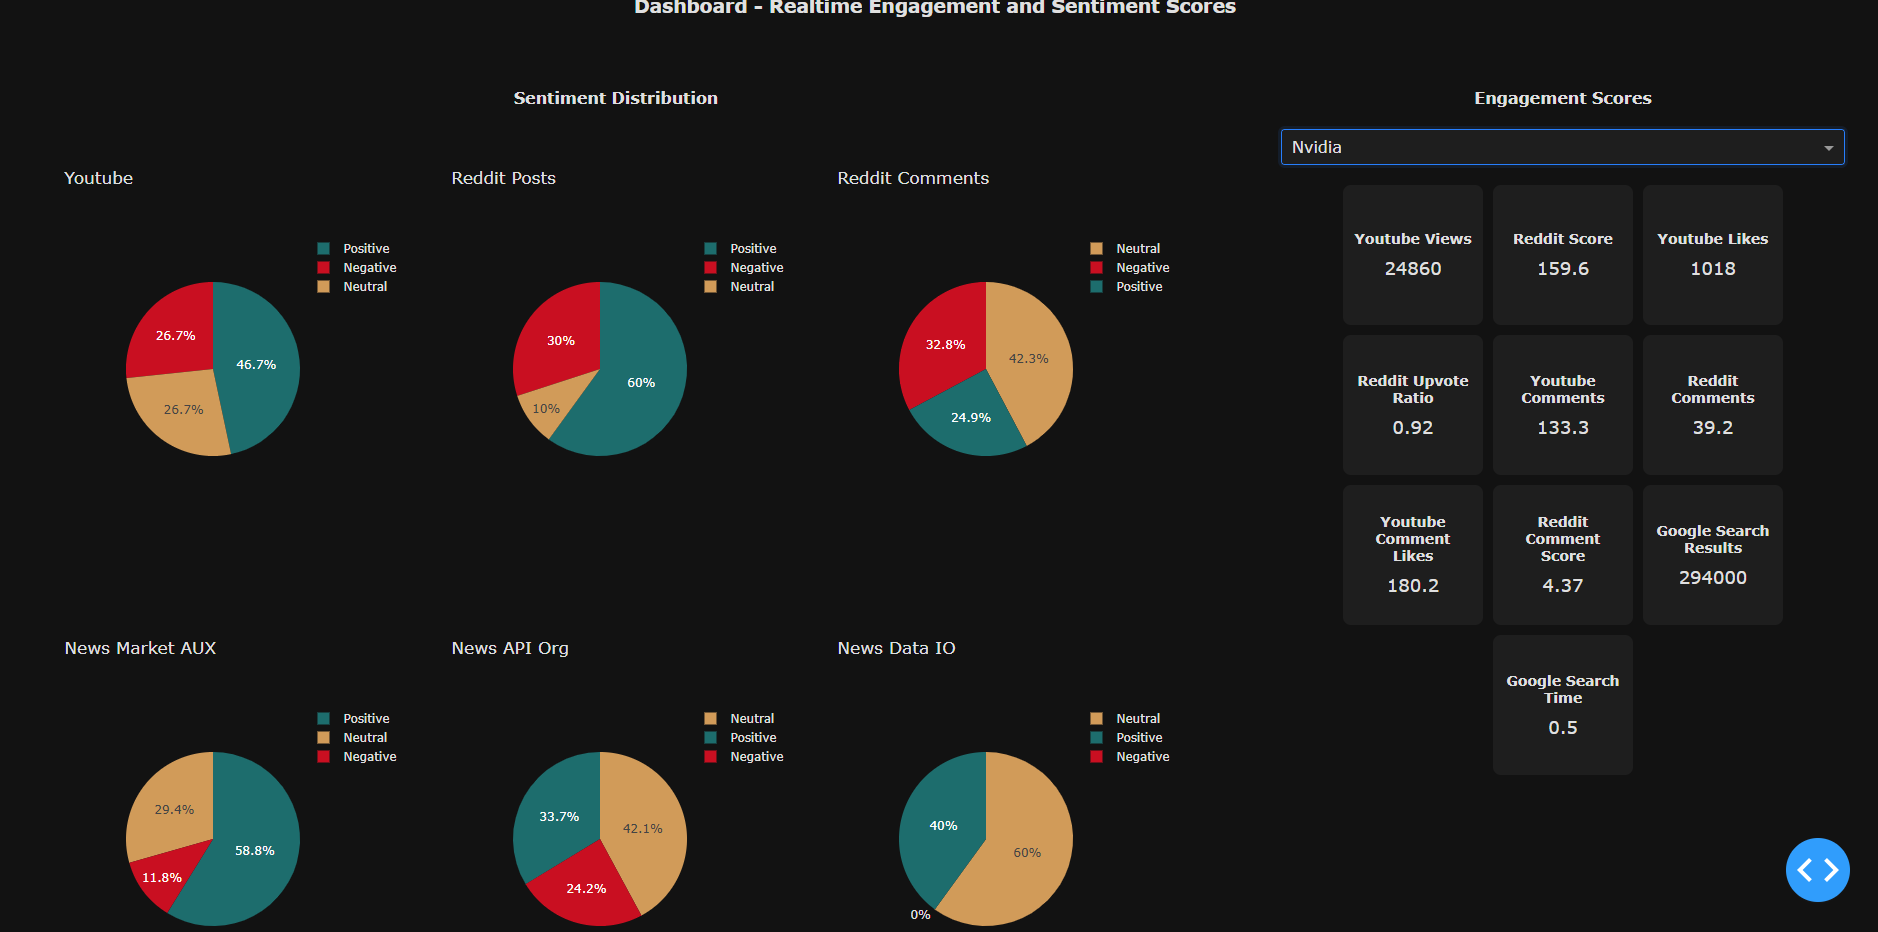 Dashboard - Realtime Engagement and Sentiment Scores
Sentiment Distribution
Youtube
Positive
Negative
Neutral
26.7%
46.7%
26.7%
Reddit Posts
Positive
Negative
Neutral
30%
60%
10%
Reddit Comments
Neutral
Negative
Positive
32.8%
42.3%
24.9%
News Market AUX
Positive
Neutral
Negative
29.4%
58.8%
11.8%
News API Org
Neutral
Positive
Negative
33.7%
42.1%
24.2%
News Data IO
Neutral
Positive
Negative
40%
60%
0%
Engagement Scores
Nvidia
Youtube Views
24860
Reddit Score
159.6
Youtube Likes
1018
Reddit Upvote
Ratio
0.92
Youtube
Comments
133.3
Reddit
Comments
39.2
Youtube
Comment
Likes
180.2
Reddit
Comment
Score
4.37
Google Search
Results
294000
Google Search
Time
0.5